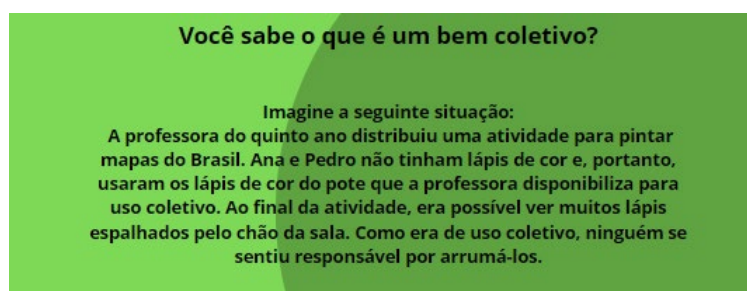 Você sabe o que é um bem coletivo?
Imagine a seguinte situação:
A professora do quinto ano distribuiu uma atividade para pintar
mapas do Brasil. Ana e Pedro não tinham lápis de cor e, portanto,
usaram os lápis de cor do pote que a professora disponibiliza para
uso coletivo. Ao final da atividade, era possível ver muitos lápis
espalhados pelo chão da sala. Como era de uso coletivo, ninguém se
sentiu responsável por arrumá-los.